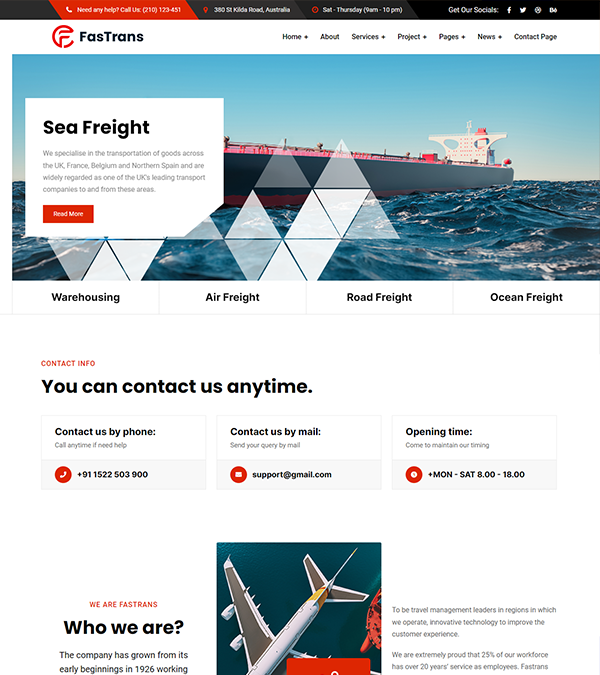 Need any help? Call Us: (210) 123-451
380 St Kilda Road, Australia
Sat - Thursday (9am - 10 pm)
Get Our Socials:
FasTrans
Home +
About
Services +
Project +
Pages +
News +
Contact Page
Sea Freight
We specialise in the transportation of goods across
the UK, France, Belgium and Northern Spain and are
widely regarded as one of the UK's leading transport
companies to and from these areas.
Read More
Warehousing
Air Freight
Road Freight
Ocean Freight
CONTACT INFO
You can contact us anytime.
Contact us by phone:
Call anytime if need help
+91 1522 503 900
Contact us by mail:
Send your query by mail
support@gmail.com
Opening time:
Come to maintain our timing
+MON - SAT 8.00 - 18.00
WE ARE FASTRANS
Who we are?
The company has grown from its
early beginnings in 1926 working
To be travel management leaders in regions in which
we operate, innovative technology to improve the
customer experience.
We are extremely proud that 25% of our workforce
has over 20 years' service as employees. Fastrans